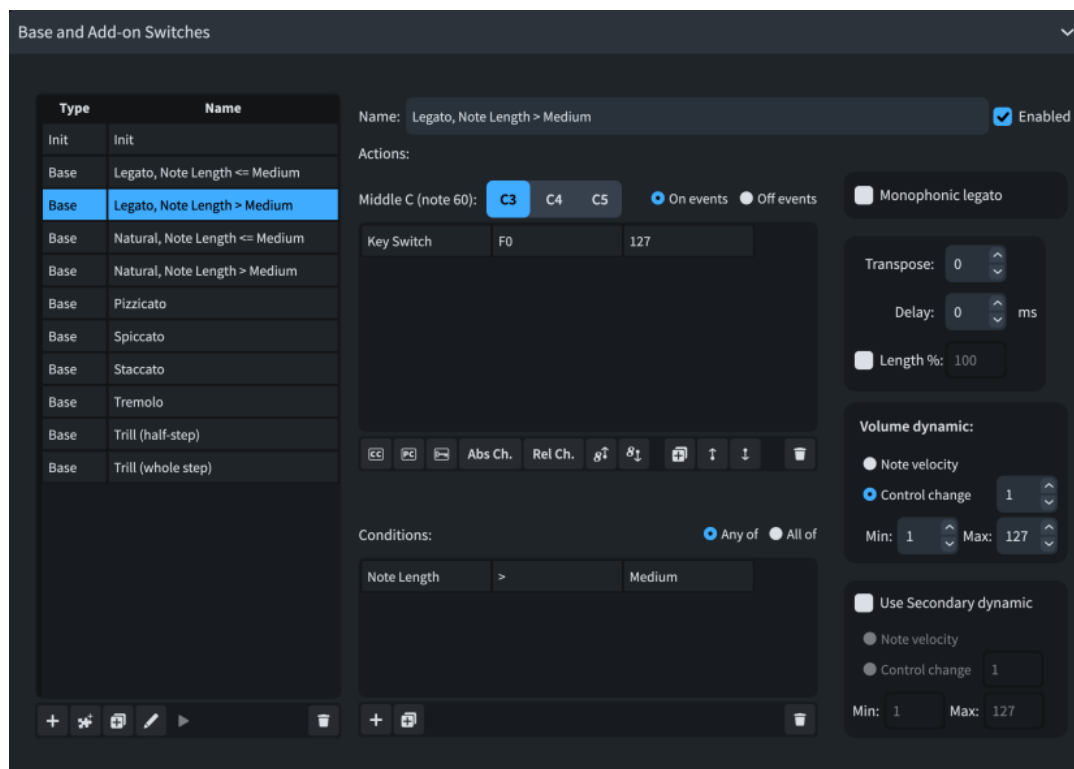 Base and Add-on Switches
Type Name
Init Init
Base Legato, Note Length <= Medium
Base Legato, Note Length > Medium
Base Natural, Note Length <= Medium
Base Natural, Note Length > Medium
Base Pizzicato
Base Spiccato
Base Staccato
Base Tremolo
Base Trill (half-step)
Base Trill (whole step)
Name: Legato, Note Length > Medium Enabled
Actions:
Middle C (note 60): C3 C4 C5 On events Off events
Key Switch F0 127
CC PC Abs Ch. Rel Ch. 8 8
Conditions: Any of All of
Note Length > Medium
Monophonic legato
Transpose: 0
Delay: 0 ms
Length %: 100
Volume dynamic:
Note velocity
Control change 1
Min: 1 Max: 127
Use Secondary dynamic
Note velocity
Control change 1
Min: 1 Max: 127